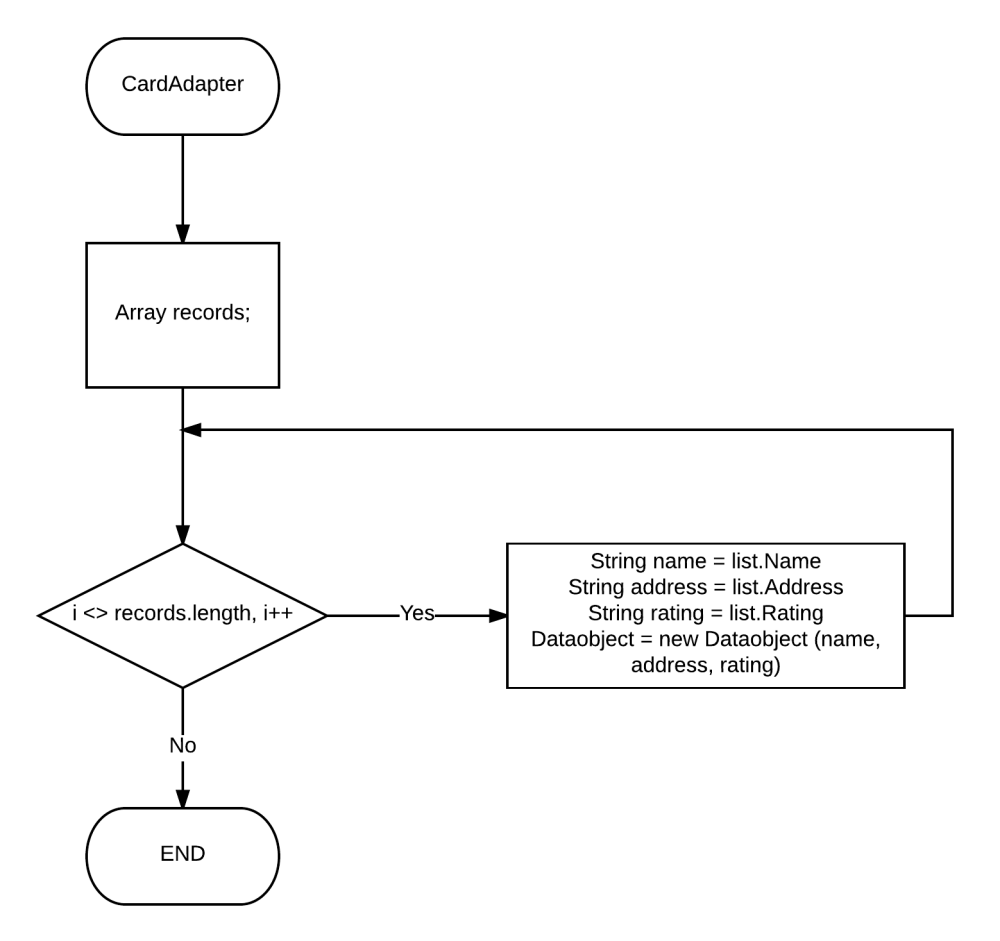 CardAdapter
Array records;
i <> records.length, i++
Yes
String name = list.Name
String address = list.Address
String rating = list.Rating
Dataobject = new Dataobject (name,
address, rating)
No
END